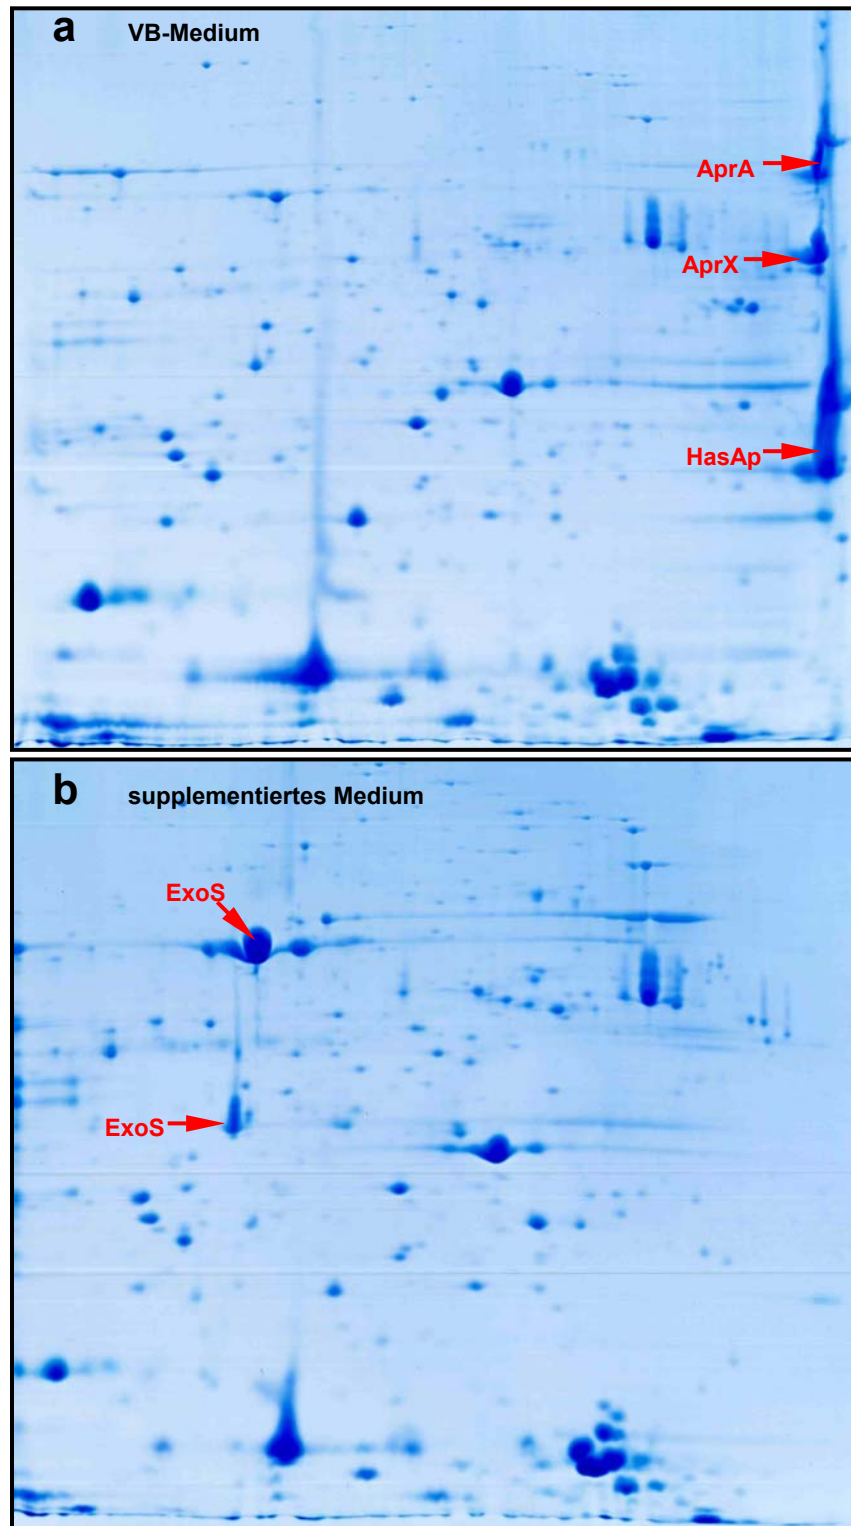 a VB-Medium
AprA
AprX
HasAp
b supplementiertes Medium
ExoS
ExoS